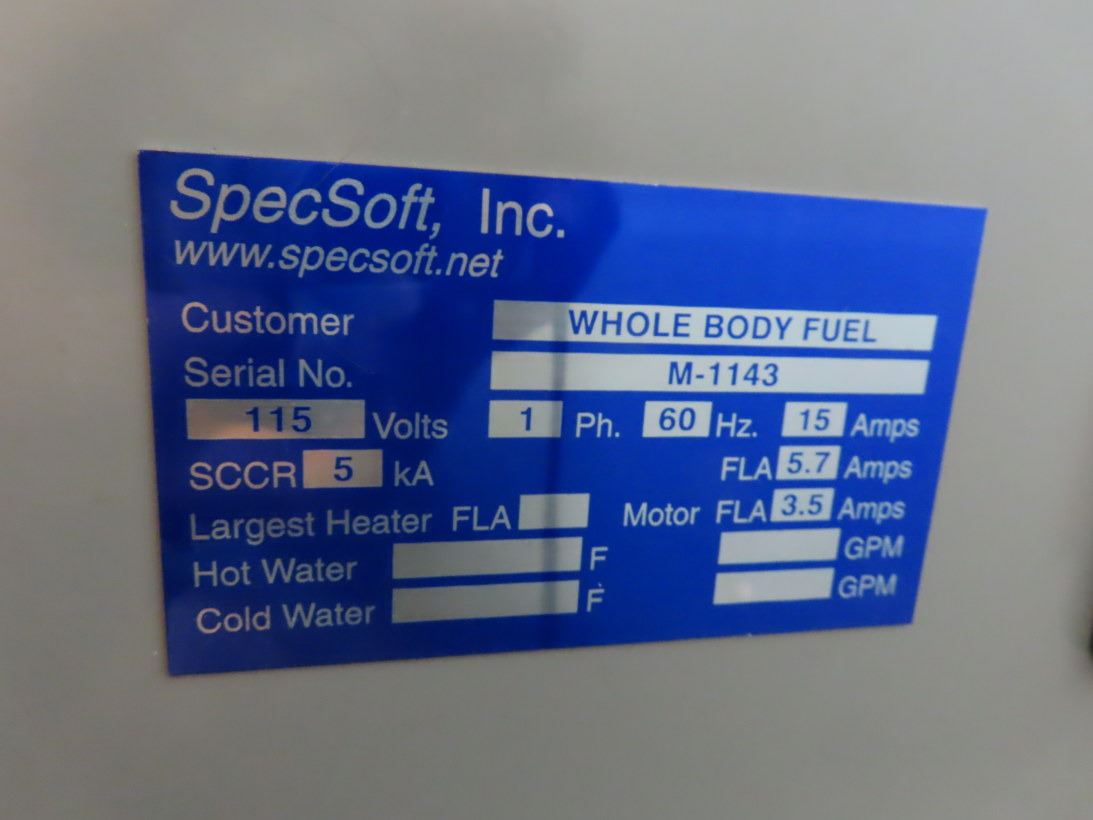 SpecSoft, Inc.
www.specsoft.net
Customer WHOLE BODY FUEL
Serial No. M-1143
115 Volts 1 Ph. 60 Hz. 15 Amps
SCCR 5 kA FLA 5.7 Amps
Largest Heater FLA Motor FLA 3.5 Amps
Hot Water F GPM
Cold Water F GPM